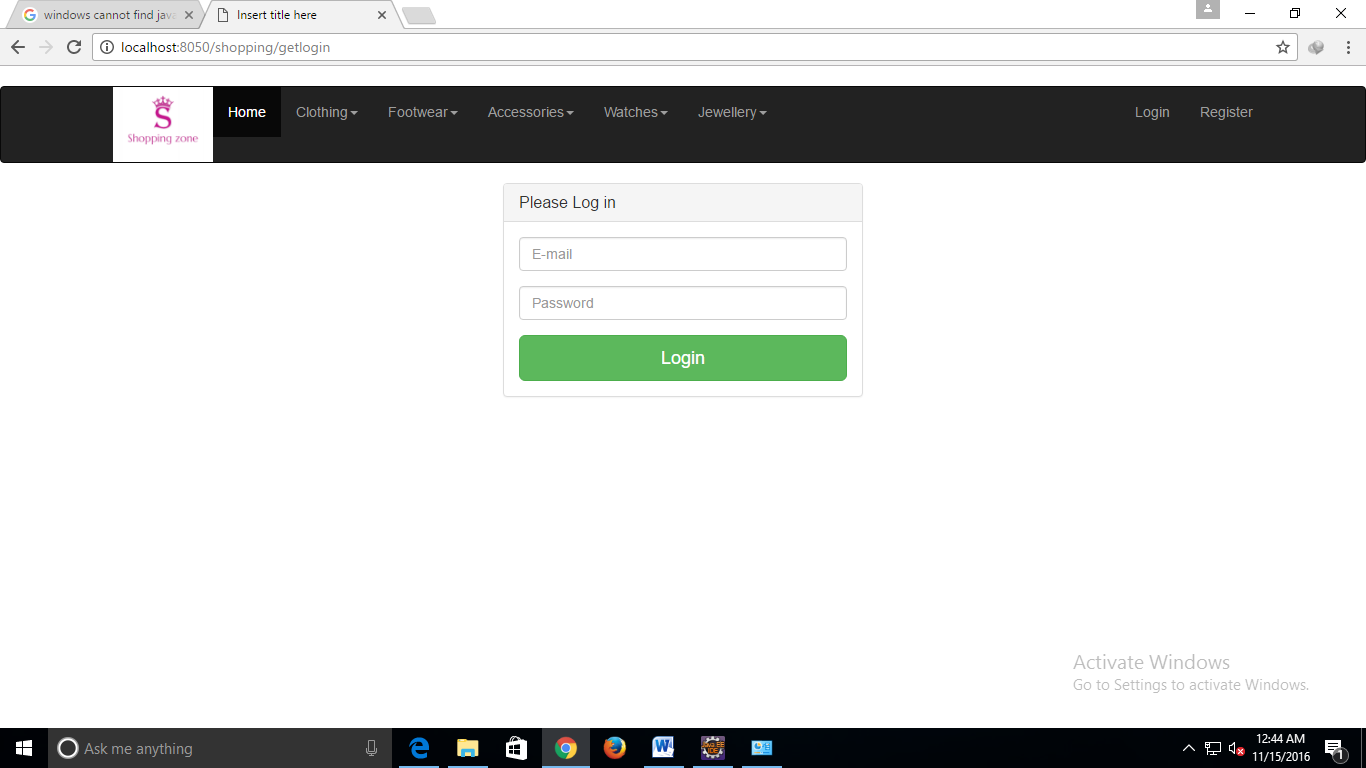 windows cannot find jav
Insert title here
localhost:8050/shopping/getlogin
S
Shopping zone
Home Clothing Footwear Accessories Watches Jewellery Login Register
Please Log in
E-mail
Password
Login
Activate Windows
Go to Settings to activate Windows.
Ask me anything
12:44 AM
11/15/2016
1